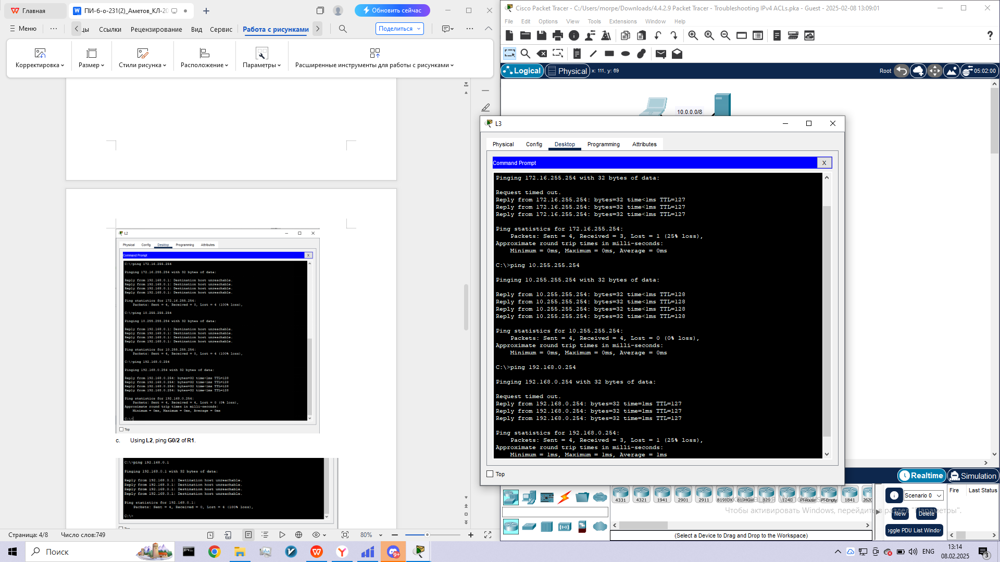 Главная
ПИ-6-о-231(2)_Аметов_КЛ-20
Обновить сейчас
Меню
цы
Ссылки
Рецензирование
Вид
Сервис
Работа с рисунками
Поделиться
Корректировка
Размер
Стили рисунка
Расположение
Параметры
Расширенные инструменты для работы с рисунками
L2
Physical Config Desktop Programming Attributes
Command Prompt
X
C:\>ping 172.16.255.254
Pinging 172.16.255.254 with 32 bytes of data:
Reply from 192.168.0.1: Destination host unreachable.
Reply from 192.168.0.1: Destination host unreachable.
Reply from 192.168.0.1: Destination host unreachable.
Reply from 192.168.0.1: Destination host unreachable.
Ping statistics for 172.16.255.254:
Packets: Sent = 4, Received = 0, Lost = 4 (100% loss),
C:\>ping 10.255.255.254
Pinging 10.255.255.254 with 32 bytes of data:
Reply from 192.168.0.1: Destination host unreachable.
Reply from 192.168.0.1: Destination host unreachable.
Reply from 192.168.0.1: Destination host unreachable.
Reply from 192.168.0.1: Destination host unreachable.
Ping statistics for 10.255.255.254:
Packets: Sent = 4, Received = 0, Lost = 4 (100% loss),
C:\>ping 192.168.0.254
Pinging 192.168.0.254 with 32 bytes of data:
Reply from 192.168.0.254: bytes=32 time<1ms TTL=128
Reply from 192.168.0.254: bytes=32 time<1ms TTL=128
Reply from 192.168.0.254: bytes=32 time<1ms TTL=128
Reply from 192.168.0.254: bytes=32 time<1ms TTL=128
Ping statistics for 192.168.0.254:
Packets: Sent = 4, Received = 4, Lost = 0 (0% loss),
Approximate round trip times in milli-seconds:
Minimum = 0ms, Maximum = 0ms, Average = 0ms
C:\>
Top
c. Using L2, ping G0/2 of R1.
C:\>ping 192.168.0.1
Pinging 192.168.0.1 with 32 bytes of data:
Reply from 192.168.0.1: Destination host unreachable.
Reply from 192.168.0.1: Destination host unreachable.
Reply from 192.168.0.1: Destination host unreachable.
Reply from 192.168.0.1: Destination host unreachable.
Ping statistics for 192.168.0.1:
Packets: Sent = 4, Received = 0, Lost = 4 (100% loss),
C:\>
Страница: 4/8 Число слов:749
80%
Cisco Packet Tracer - C:/Users/morpe/Downloads/4.4.2.9 Packet Tracer - Troubleshooting IPv4 ACLs.pka - Guest - 2025-02-08 13:09:01
File Edit Options View Tools Extensions Window Help
Logical Physical x: 111, y: 69
Root 05:02:00
10.0.0.0/8
L3
Physical Config Desktop Programming Attributes
Command Prompt
X
Pinging 172.16.255.254 with 32 bytes of data:
Request timed out.
Reply from 172.16.255.254: bytes=32 time<1ms TTL=127
Reply from 172.16.255.254: bytes=32 time<1ms TTL=127
Reply from 172.16.255.254: bytes=32 time<1ms TTL=127
Ping statistics for 172.16.255.254:
Packets: Sent = 4, Received = 3, Lost = 1 (25% loss),
Approximate round trip times in milli-seconds:
Minimum = 0ms, Maximum = 0ms, Average = 0ms
C:\>ping 10.255.255.254
Pinging 10.255.255.254 with 32 bytes of data:
Reply from 10.255.255.254: bytes=32 time<1ms TTL=128
Reply from 10.255.255.254: bytes=32 time<1ms TTL=128
Reply from 10.255.255.254: bytes=32 time<1ms TTL=128
Reply from 10.255.255.254: bytes=32 time<1ms TTL=128
Ping statistics for 10.255.255.254:
Packets: Sent = 4, Received = 4, Lost = 0 (0% loss),
Approximate round trip times in milli-seconds:
Minimum = 0ms, Maximum = 0ms, Average = 0ms
C:\>ping 192.168.0.254
Pinging 192.168.0.254 with 32 bytes of data:
Request timed out.
Reply from 192.168.0.254: bytes=32 time=1ms TTL=127
Reply from 192.168.0.254: bytes=32 time=1ms TTL=127
Reply from 192.168.0.254: bytes=32 time=1ms TTL=127
Ping statistics for 192.168.0.254:
Packets: Sent = 4, Received = 3, Lost = 1 (25% loss),
Approximate round trip times in milli-seconds:
Minimum = 1ms, Maximum = 1ms, Average = 1ms
Top
Realtime Simulation
4331 4321 1941 2901 2911 819IOX 819HGW 829 1240 PT-Router PT-Empty 1841 2620
Scenario 0
Fire Last Status
New Delete
oggle PDU List Windo
Чтобы активировать Windows, перейдите в раздел "Параметры".
(Select a Device to Drag and Drop to the Workspace)
Поиск
9+
ENG
13:14
08.02.2025
3